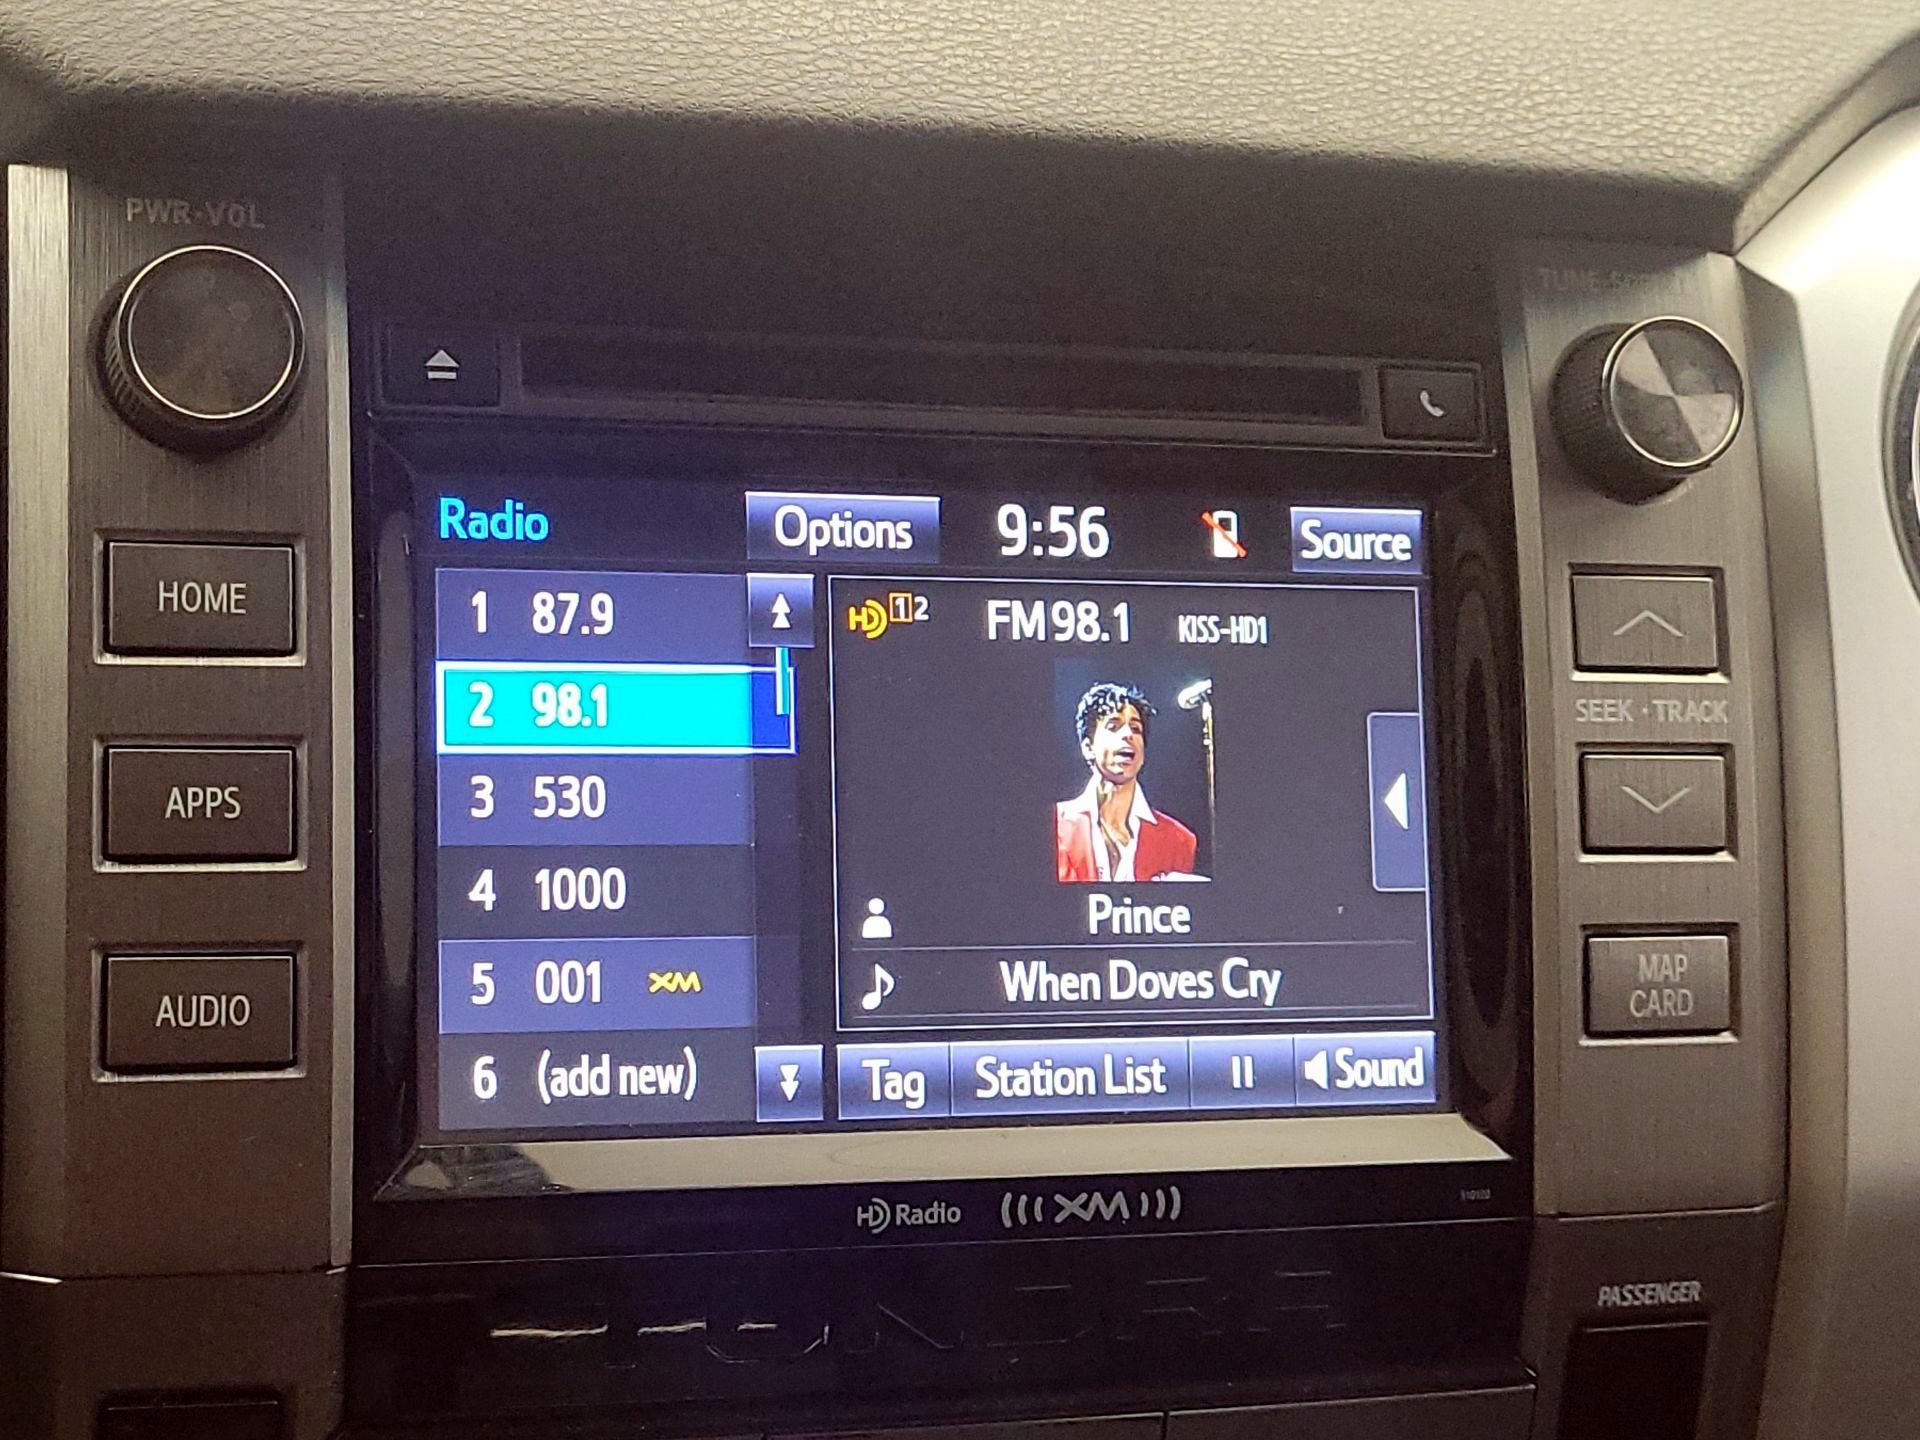 PWR·VOL
Radio
Options
9:56
Source
1 87.9
2 98.1
3 530
4 1000
5 001 XM
6 (add new)
HD 1 2
FM 98.1
KISS-HD1
Prince
When Doves Cry
Tag
Station List
Sound
HOME
APPS
AUDIO
SEEK · TRACK
MAP
CARD
HD Radio
XM
TUNDRA
PASSENGER